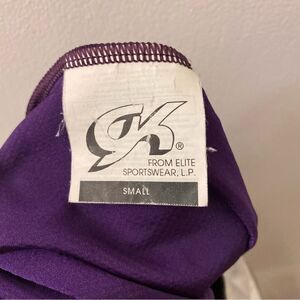 GK®
FROM ELITE
SPORTSWEAR, L.P.
SMALL